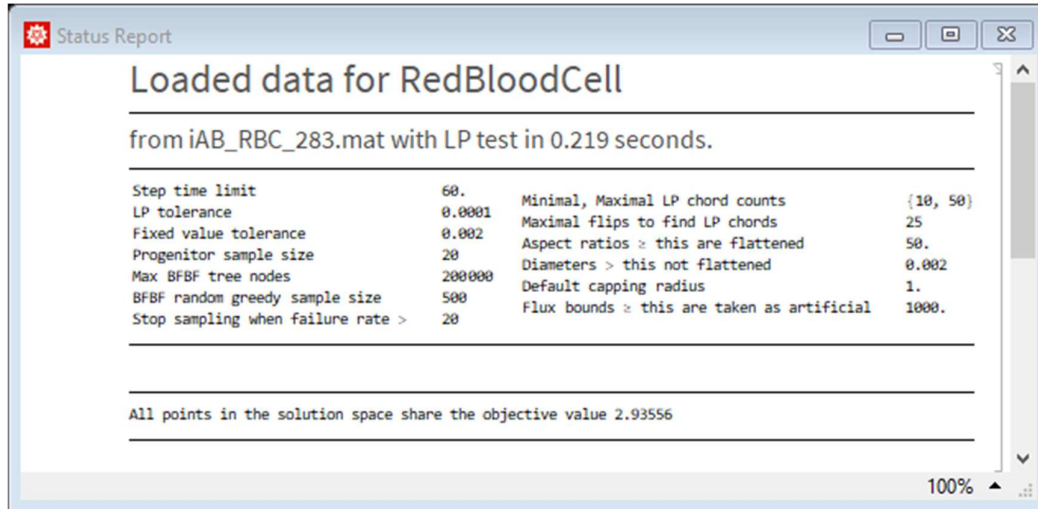 Status Report
Loaded data for RedBloodCell
from iAB_RBC_283.mat with LP test in 0.219 seconds.
Step time limit 60.
LP tolerance 0.0001
Fixed value tolerance 0.002
Progenitor sample size 20
Max BFBF tree nodes 200000
BFBF random greedy sample size 500
Stop sampling when failure rate > 20
Minimal, Maximal LP chord counts {10, 50}
Maximal flips to find LP chords 25
Aspect ratios ≥ this are flattened 50.
Diameters > this not flattened 0.002
Default capping radius 1.
Flux bounds ≥ this are taken as artificial 1000.
All points in the solution space share the objective value 2.93556
100%